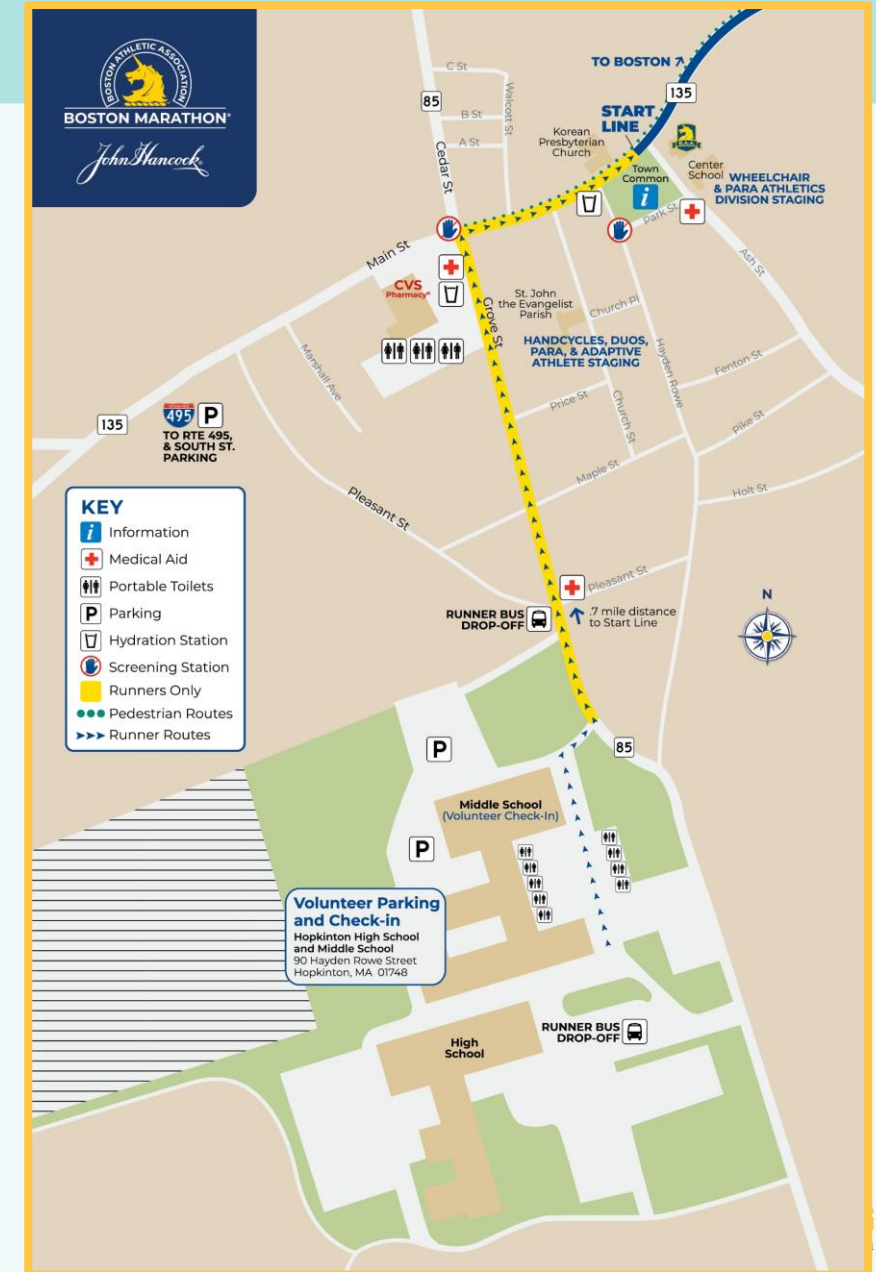 BOSTON ATHLETIC ASSOCIATION
BOSTON MARATHON®
John Hancock
TO BOSTON
135
85
START
LINE
C St
B St
A St
Walcott St
Cedar St
Korean
Presbyterian
Church
Town
Common
i
B.A.A.
Center
School
WHEELCHAIR
& PARA ATHLETICS
DIVISION STAGING
Park St
Ash St
Main St
CVS
Pharmacy®
Grove St
St. John
the Evangelist
Parish
Church Pl
HANDCYCLES, DUOS,
PARA, & ADAPTIVE
ATHLETE STAGING
Hayden Rowe
Fenton St
Marshall Ave
Price St
Church St
Pike St
135
495
P
TO RTE 495,
& SOUTH ST.
PARKING
Maple St
Holt St
Pleasant St
KEY
i Information
Medical Aid
Portable Toilets
P Parking
Hydration Station
Screening Station
Runners Only
Pedestrian Routes
Runner Routes
Pleasant St
RUNNER BUS
DROP-OFF
.7 mile distance
to Start Line
N
85
P
Middle School
(Volunteer Check-In)
P
Volunteer Parking
and Check-in
Hopkinton High School
and Middle School
90 Hayden Rowe Street
Hopkinton, MA 01748
RUNNER BUS
DROP-OFF
High
School